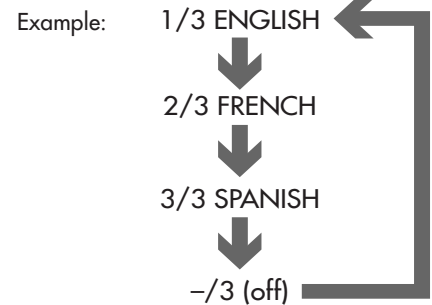 Example: 1/3 ENGLISH
2/3 FRENCH
3/3 SPANISH
–/3 (off)